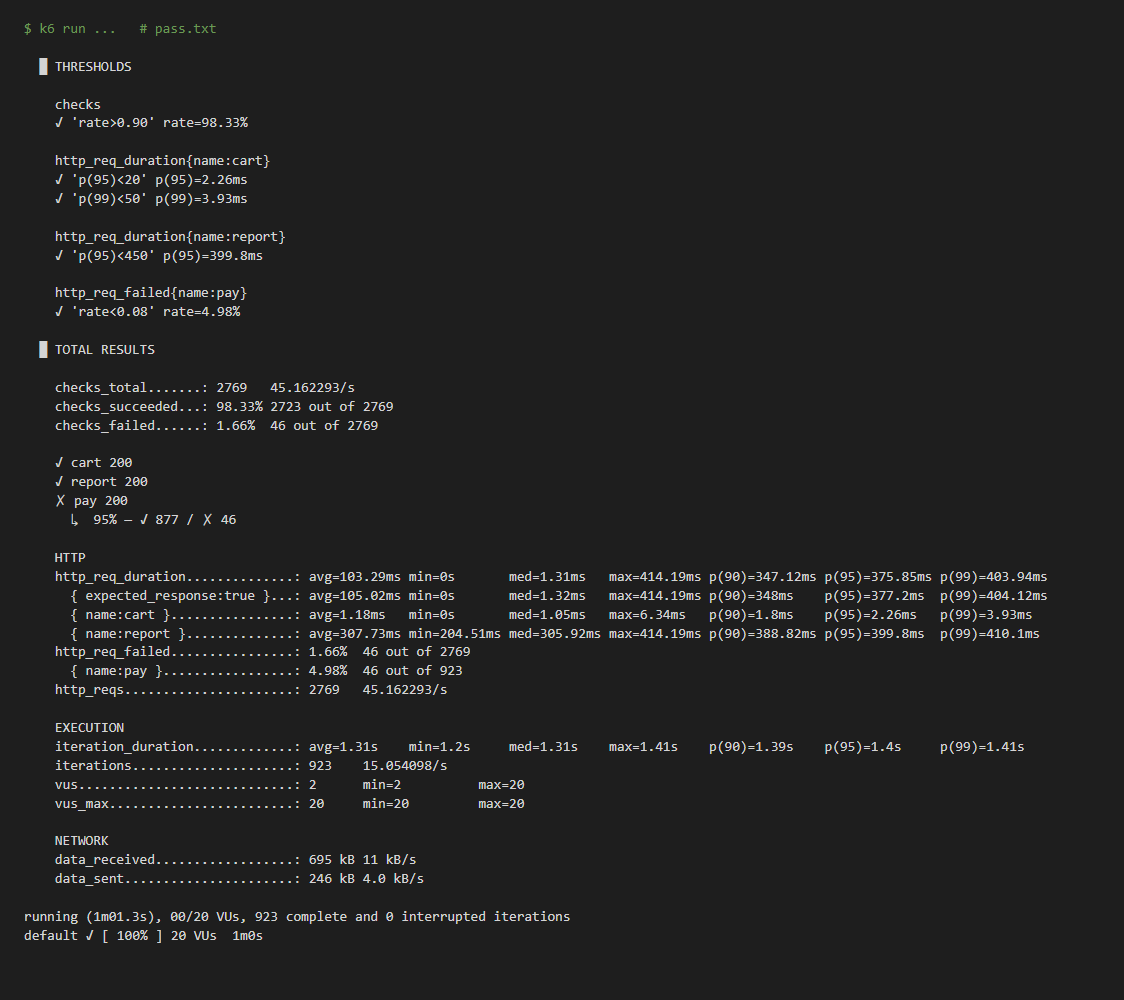 $ k6 run ...   # pass.txt
█ THRESHOLDS
checks
✓ 'rate>0.90' rate=98.33%
http_req_duration{name:cart}
✓ 'p(95)<20' p(95)=2.26ms
✓ 'p(99)<50' p(99)=3.93ms
http_req_duration{name:report}
✓ 'p(95)<450' p(95)=399.8ms
http_req_failed{name:pay}
✓ 'rate<0.08' rate=4.98%
█ TOTAL RESULTS
checks_total.......: 2769   45.162293/s
checks_succeeded...: 98.33% 2723 out of 2769
checks_failed......: 1.66%  46 out of 2769
✓ cart 200
✓ report 200
✗ pay 200
↳  95% — ✓ 877 / ✗ 46
HTTP
http_req_duration..............: avg=103.29ms min=0s       med=1.31ms   max=414.19ms p(90)=347.12ms p(95)=375.85ms p(99)=403.94ms
{ expected_response:true }...: avg=105.02ms min=0s       med=1.32ms   max=414.19ms p(90)=348ms    p(95)=377.2ms  p(99)=404.12ms
{ name:cart }................: avg=1.18ms   min=0s       med=1.05ms   max=6.34ms   p(90)=1.8ms    p(95)=2.26ms   p(99)=3.93ms
{ name:report }..............: avg=307.73ms min=204.51ms med=305.92ms max=414.19ms p(90)=388.82ms p(95)=399.8ms  p(99)=410.1ms
http_req_failed................: 1.66%  46 out of 2769
{ name:pay }.................: 4.98%  46 out of 923
http_reqs......................: 2769   45.162293/s
EXECUTION
iteration_duration.............: avg=1.31s    min=1.2s     med=1.31s    max=1.41s    p(90)=1.39s    p(95)=1.4s     p(99)=1.41s
iterations.....................: 923    15.054098/s
vus............................: 2      min=2          max=20
vus_max........................: 20     min=20         max=20
NETWORK
data_received..................: 695 kB 11 kB/s
data_sent......................: 246 kB 4.0 kB/s
running (1m01.3s), 00/20 VUs, 923 complete and 0 interrupted iterations
default ✓ [ 100% ] 20 VUs  1m0s